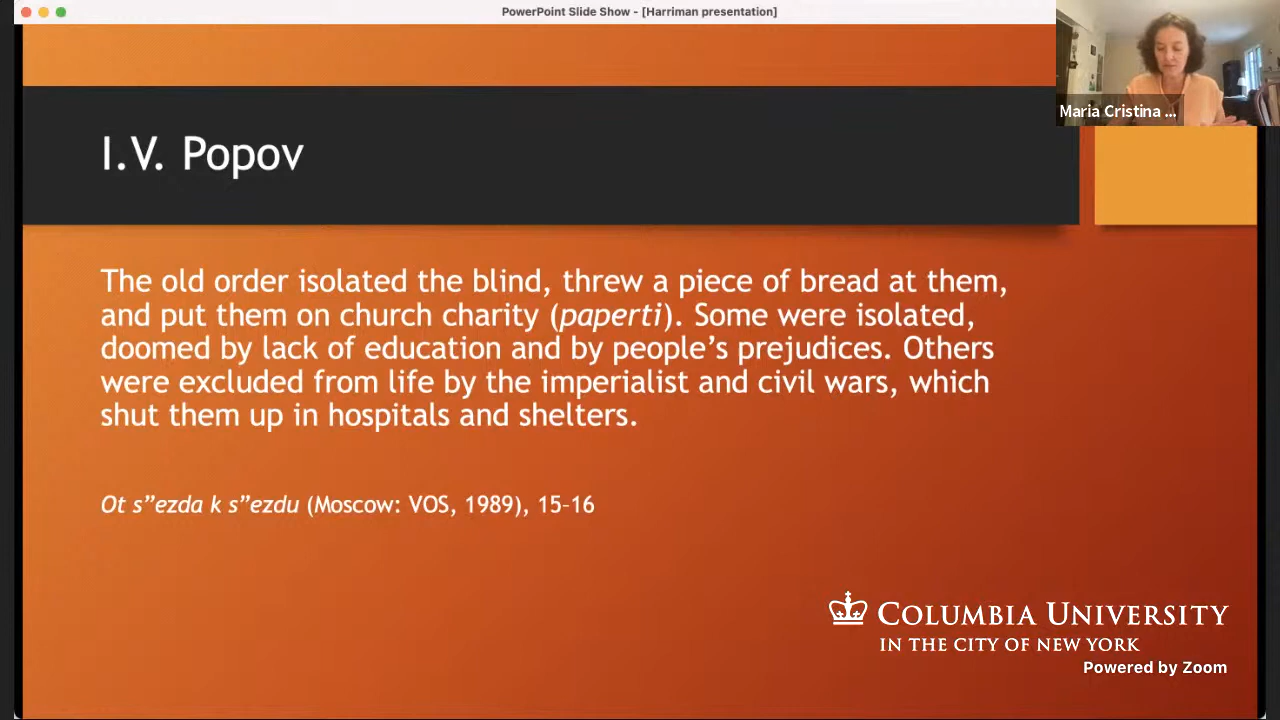 PowerPoint Slide Show - [Harriman presentation]
Maria Cristina ...
I.V. Popov
The old order isolated the blind, threw a piece of bread at them,
and put them on church charity (paperti). Some were isolated,
doomed by lack of education and by people’s prejudices. Others
were excluded from life by the imperialist and civil wars, which
shut them up in hospitals and shelters.
Ot s”ezda k s”ezdu (Moscow: VOS, 1989), 15–16
COLUMBIA UNIVERSITY
IN THE CITY OF NEW YORK
Powered by Zoom